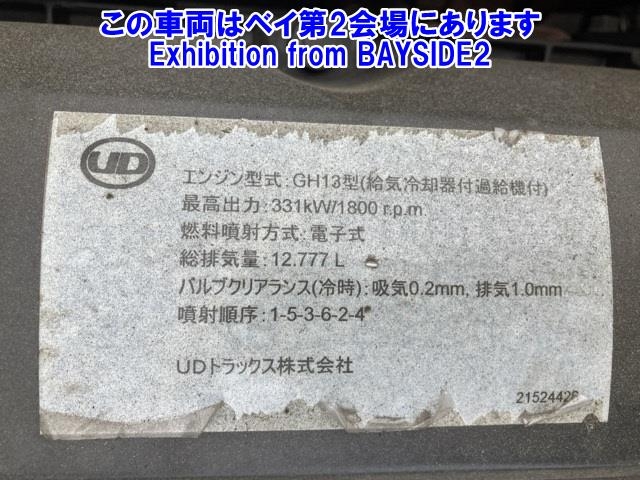 この車両はベイ第2会場にあります
Exhibition from BAYSIDE2
UD
エンジン型式:GH13型(給気冷却器付過給機付)
最高出力:331kW/1800 r.p.m
燃料噴射方式:電子式
総排気量:12.777 L
バルブクリアランス(冷時):吸気0.2mm, 排気1.0mm
噴射順序:1-5-3-6-2-4
UDトラックス株式会社
21524426